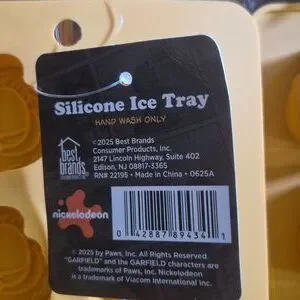 Silicone Ice Tray
HAND WASH ONLY
best
brands
©2025 Best Brands
Consumer Products, Inc.
2147 Lincoln Highway, Suite 402
Edison, NJ 08817-3365
RN# 22195 • Made in China • 0625A
nickelodeon
0 42887 89434 1
© 2025 by Paws, Inc. All Rights Reserved.
"GARFIELD" and the GARFIELD characters are
trademarks of Paws, Inc. Nickelodeon
is a trademark of Viacom International Inc.